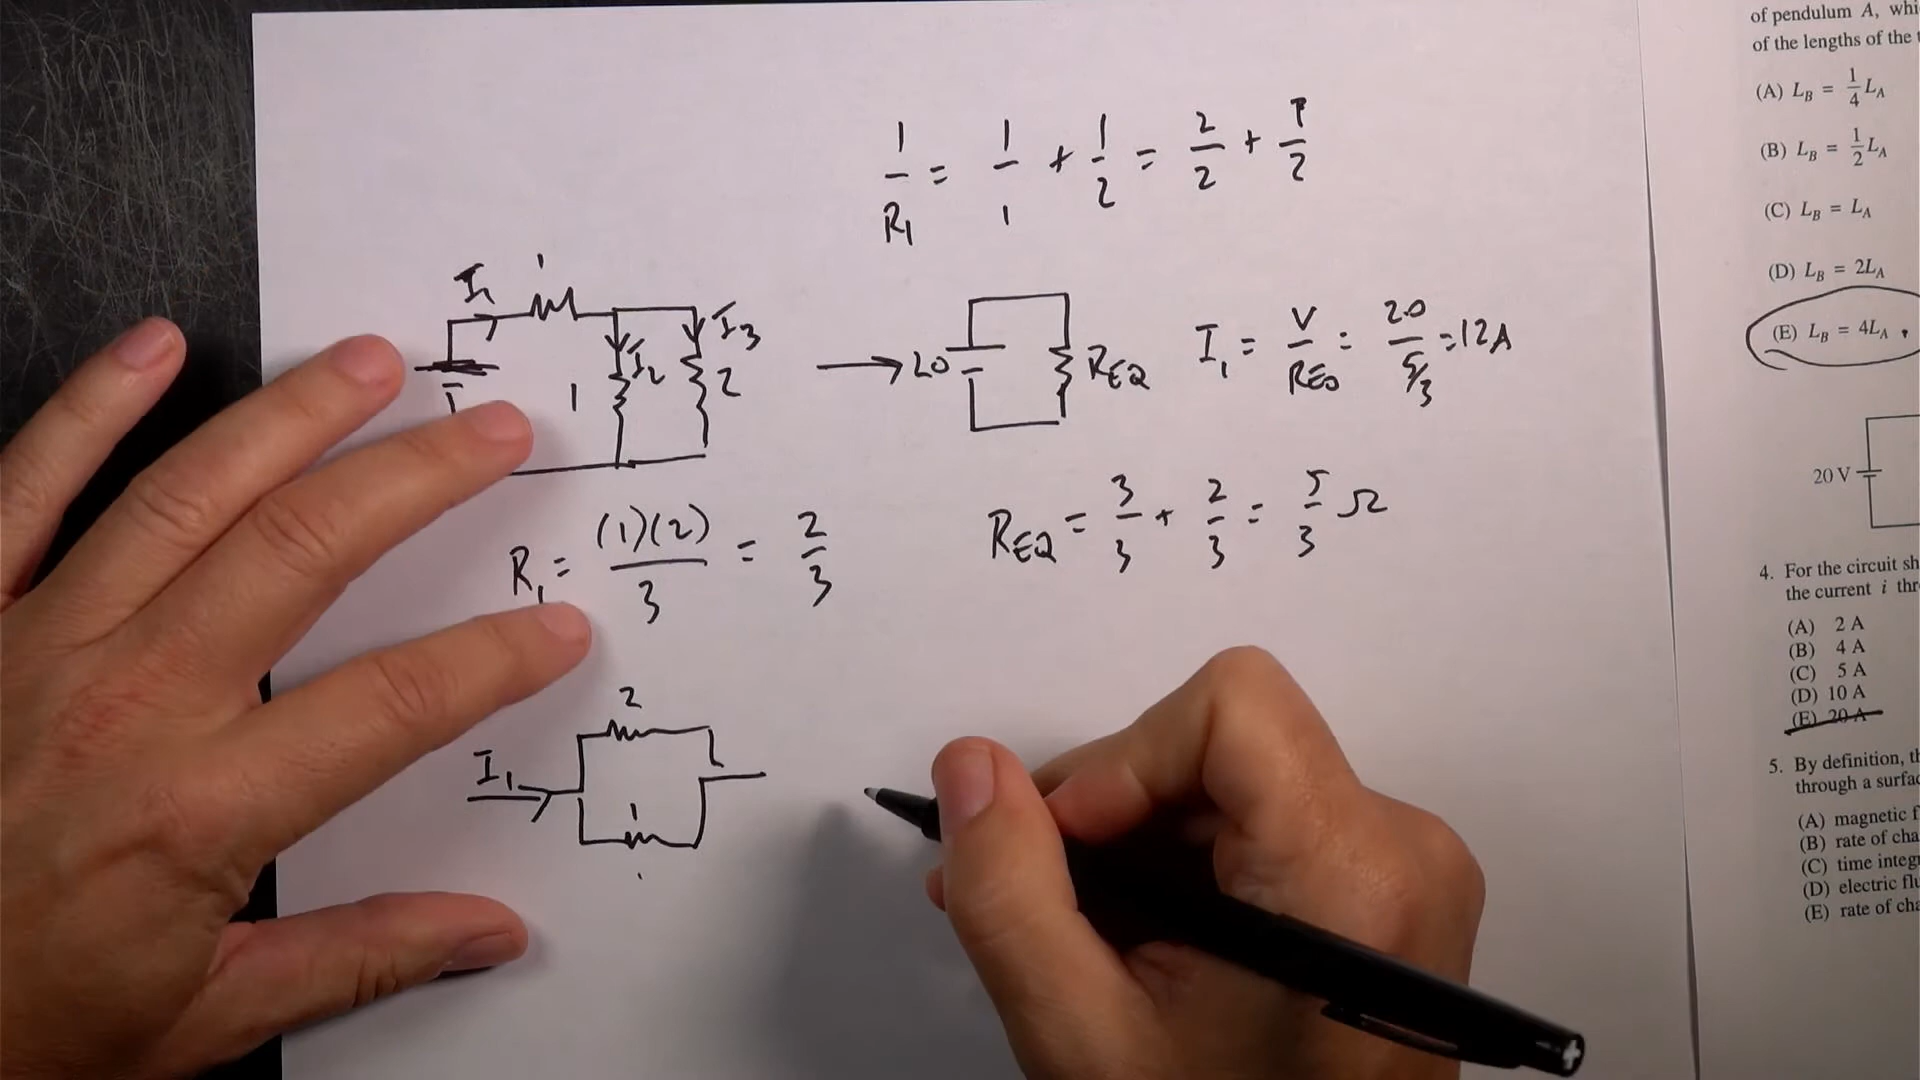 1/R1 = 1/1 + 1/2 = 2/2 + 1/2
I1 1
I2 I3
1 2
20 REQ
I1 = V/REQ = 20/5/3 = 12A
R1 = (1)(2)/3 = 2/3
REQ = 3/3 + 2/3 = 5/3 Ω
2
I1
1
of pendulum A, whi
of the lengths of the
(A) LB = 1/4 LA
(B) LB = 1/2 LA
(C) LB = LA
(D) LB = 2LA
(E) LB = 4LA
20 V
4. For the circuit sh
the current i thr
(A) 2 A
(B) 4 A
(C) 5 A
(D) 10 A
(E) 20 A
5. By definition, th
through a surfac
(A) magnetic f
(B) rate of cha
(C) time integr
(D) electric flu
(E) rate of cha